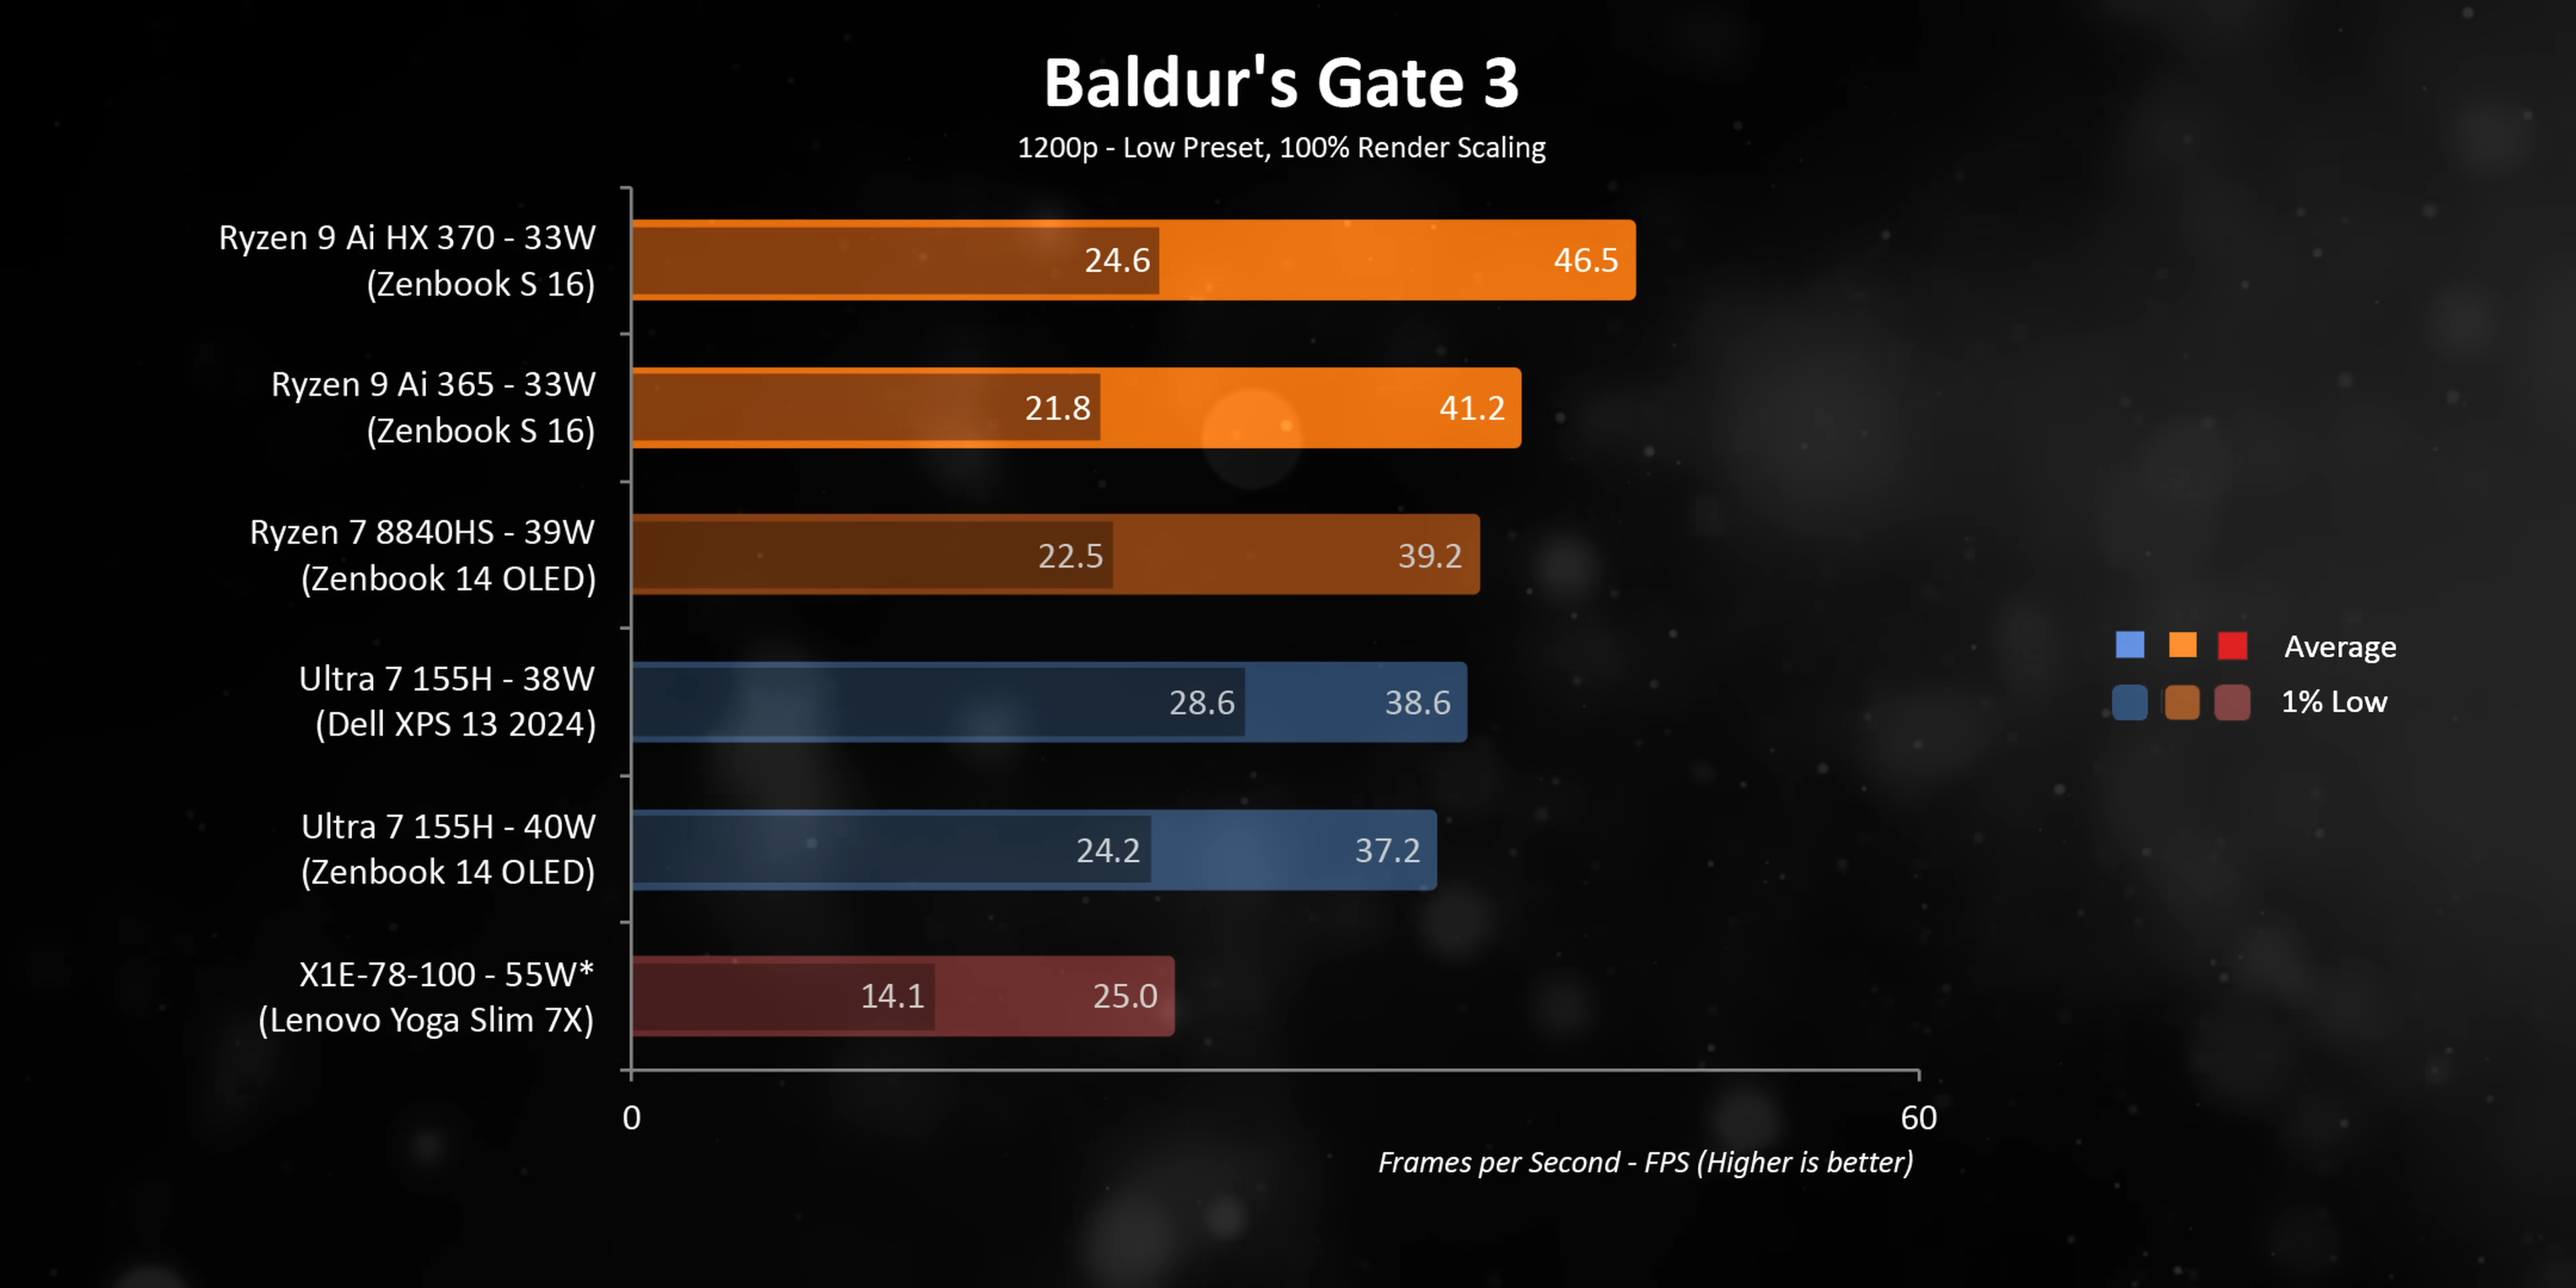 Baldur's Gate 3
1200p - Low Preset, 100% Render Scaling
Ryzen 9 Ai HX 370 - 33W
(Zenbook S 16)
24.6
46.5
Ryzen 9 Ai 365 - 33W
(Zenbook S 16)
21.8
41.2
Ryzen 7 8840HS - 39W
(Zenbook 14 OLED)
22.5
39.2
Ultra 7 155H - 38W
(Dell XPS 13 2024)
28.6
38.6
Ultra 7 155H - 40W
(Zenbook 14 OLED)
24.2
37.2
X1E-78-100 - 55W*
(Lenovo Yoga Slim 7X)
14.1
25.0
Average
1% Low
0
60
Frames per Second - FPS (Higher is better)